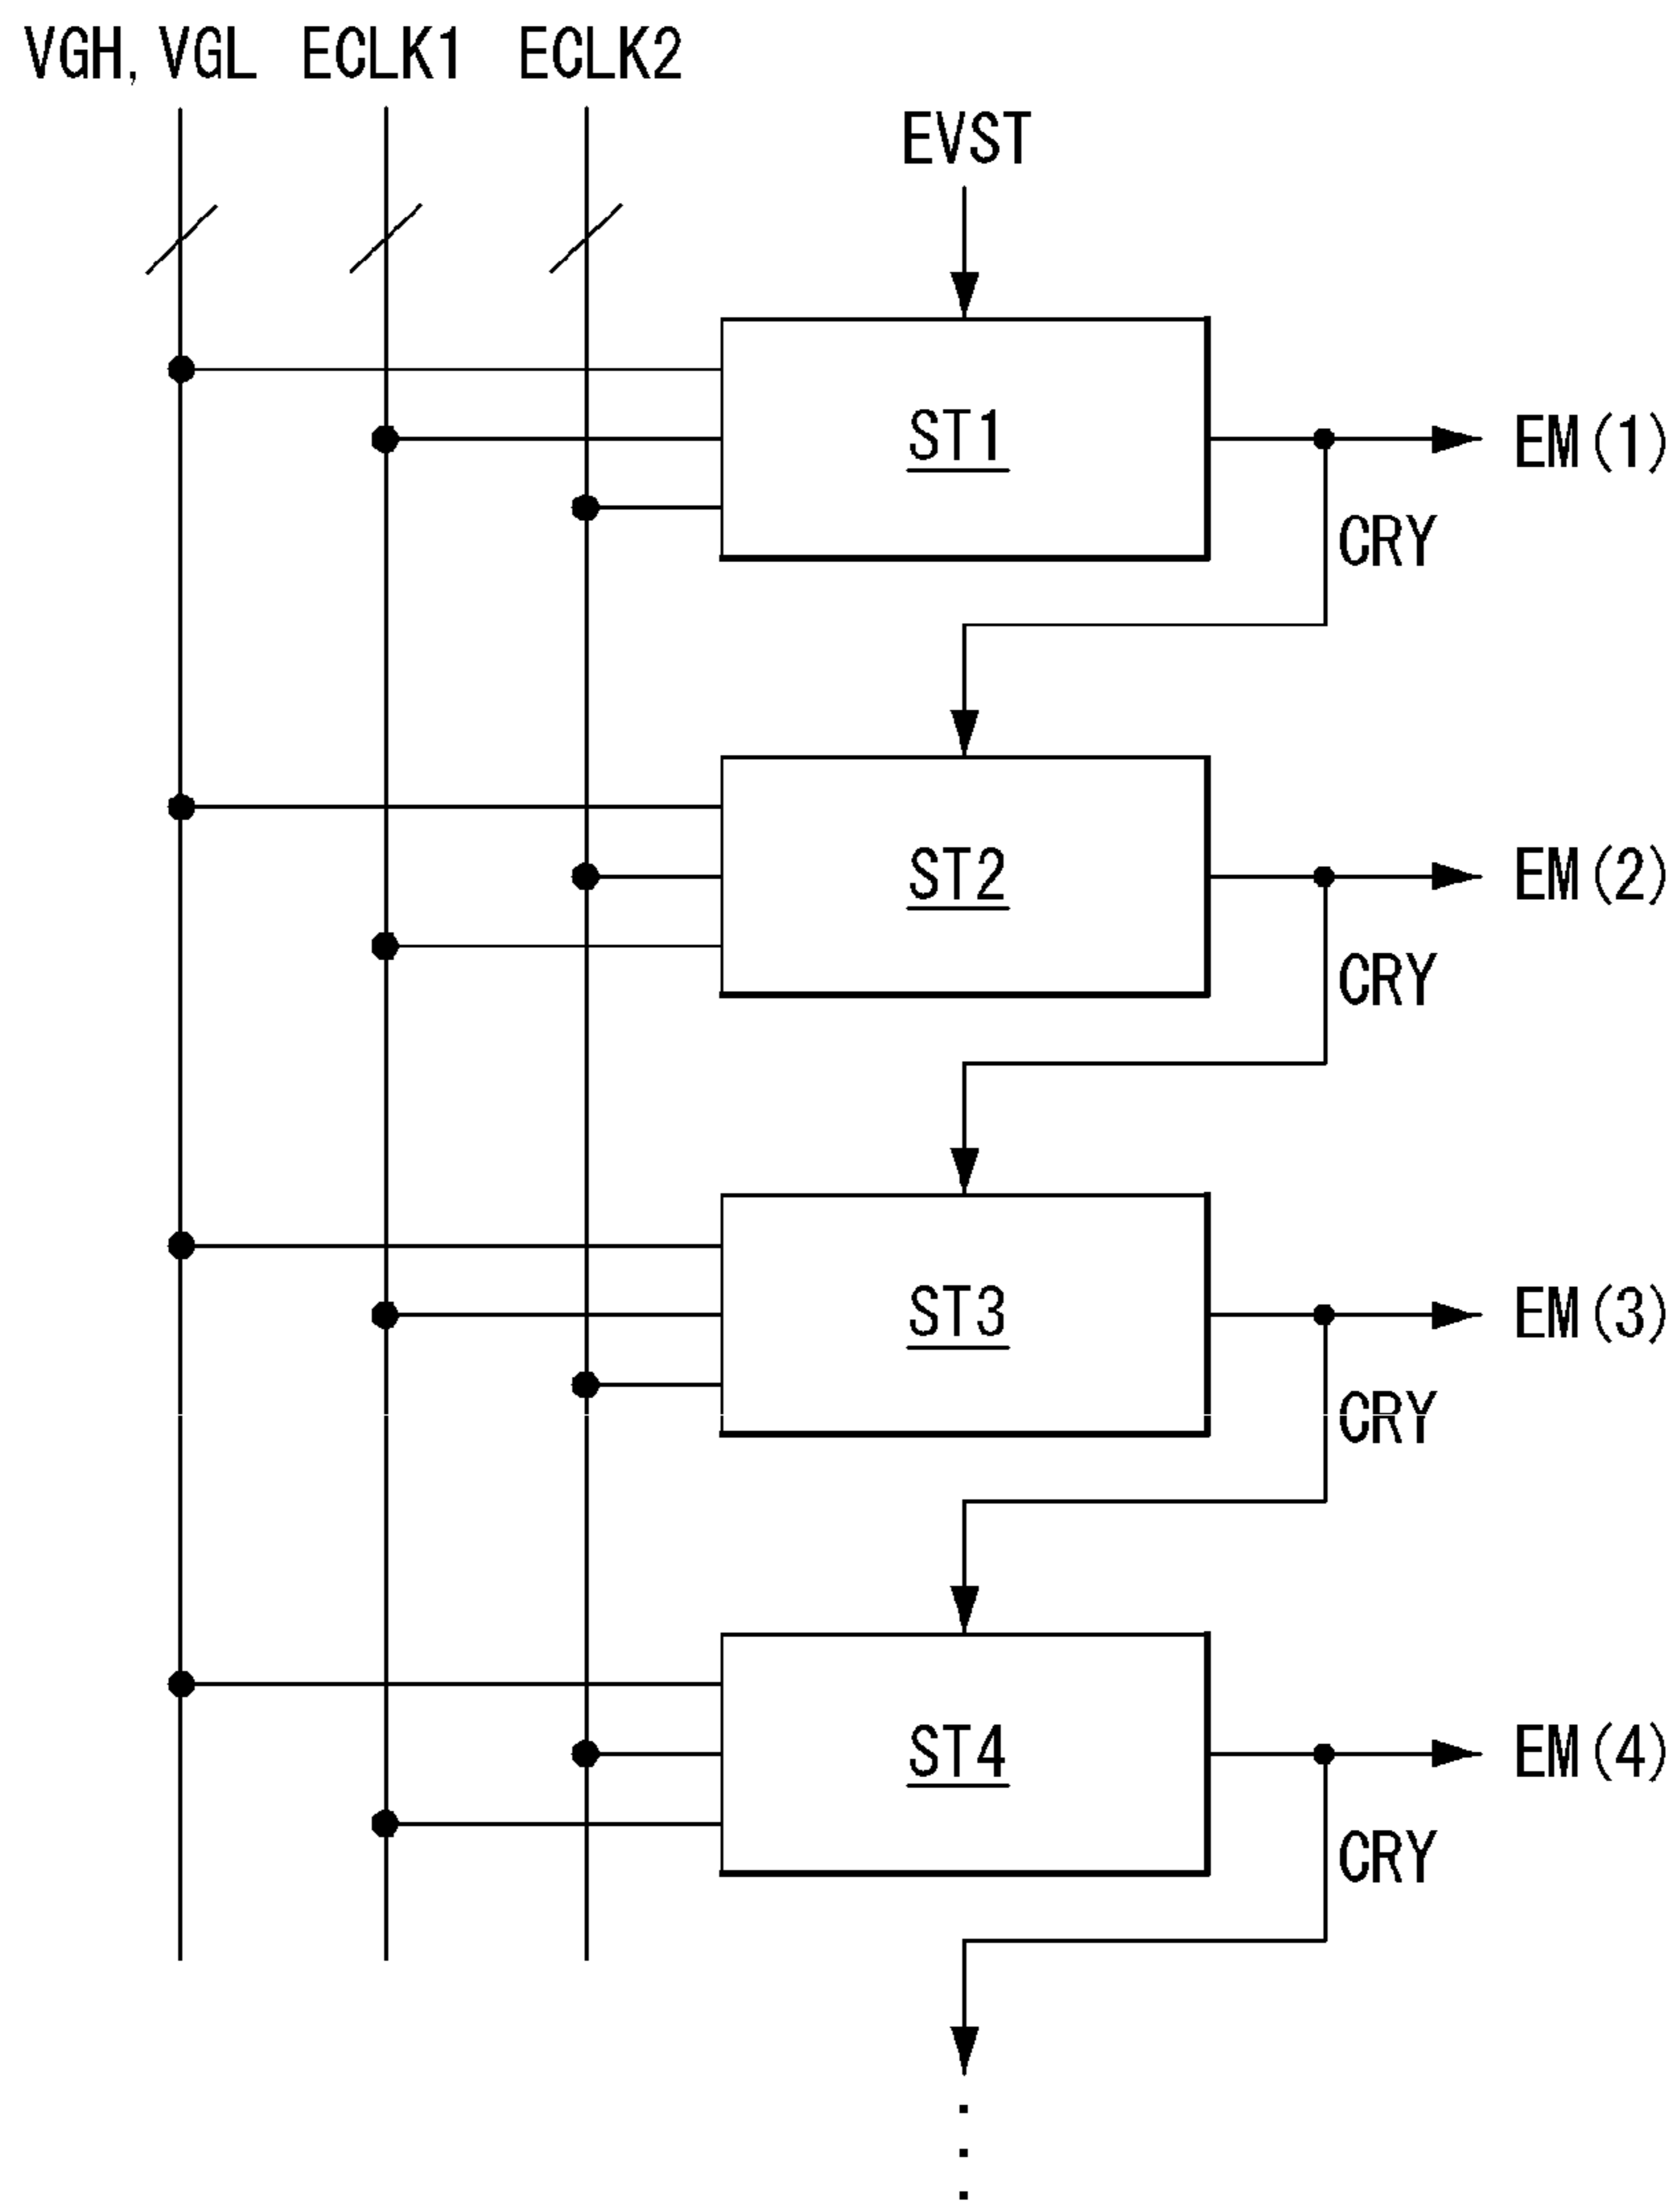 VGH, VGL ECLK1 ECLK2
EVST
ST1
EM(1)
CRY
ST2
EM(2)
CRY
ST3
EM(3)
CRY
ST4
EM(4)
CRY